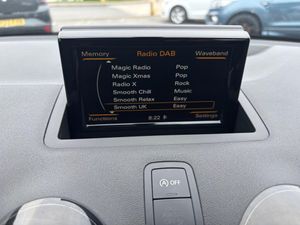 Memory Radio DAB Waveband
Magic Radio Pop
Magic Xmas Pop
Radio X Rock
Smooth Chill Music
Smooth Relax Easy
Smooth UK Easy
Functions 8:22 Settings
A OFF